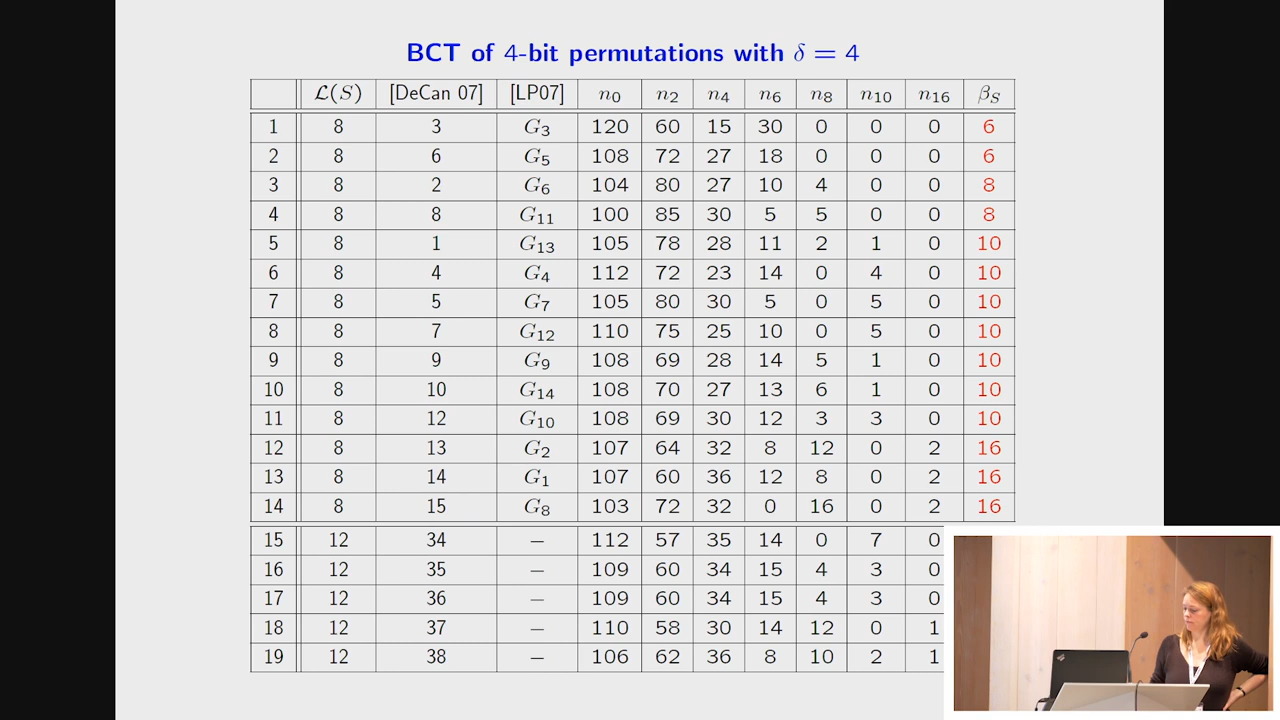 BCT of 4-bit permutations with δ = 4
ℒ(S) [DeCan 07] [LP07] n₀ n₂ n₄ n₆ n₈ n₁₀ n₁₆ β_S
1 8 3 G₃ 120 60 15 30 0 0 0 6
2 8 6 G₅ 108 72 27 18 0 0 0 6
3 8 2 G₆ 104 80 27 10 4 0 0 8
4 8 8 G₁₁ 100 85 30 5 5 0 0 8
5 8 1 G₁₃ 105 78 28 11 2 1 0 10
6 8 4 G₄ 112 72 23 14 0 4 0 10
7 8 5 G₇ 105 80 30 5 0 5 0 10
8 8 7 G₁₂ 110 75 25 10 0 5 0 10
9 8 9 G₉ 108 69 28 14 5 1 0 10
10 8 10 G₁₄ 108 70 27 13 6 1 0 10
11 8 12 G₁₀ 108 69 30 12 3 3 0 10
12 8 13 G₂ 107 64 32 8 12 0 2 16
13 8 14 G₁ 107 60 36 12 8 0 2 16
14 8 15 G₈ 103 72 32 0 16 0 2 16
15 12 34 – 112 57 35 14 0 7 0
16 12 35 – 109 60 34 15 4 3 0
17 12 36 – 109 60 34 15 4 3 0
18 12 37 – 110 58 30 14 12 0 1
19 12 38 – 106 62 36 8 10 2 1